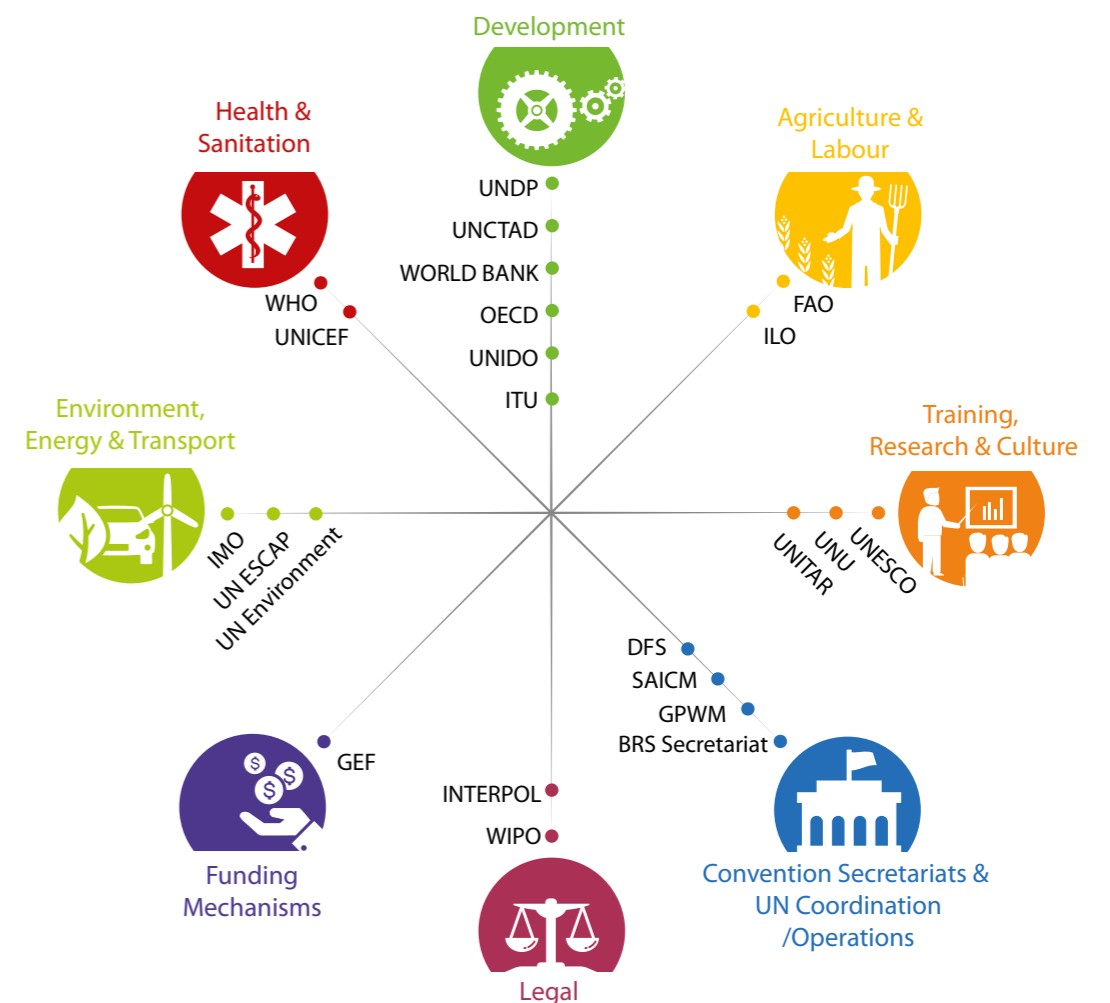 Development
Health &
Sanitation
Agriculture &
Labour
UNDP
UNCTAD
WORLD BANK
OECD
UNIDO
ITU
WHO
UNICEF
FAO
ILO
Environment,
Energy & Transport
Training,
Research & Culture
IMO
UN ESCAP
UN Environment
UNITAR
UNU
UNESCO
DFS
SAICM
GPWM
BRS Secretariat
GEF
$
$
$
INTERPOL
WIPO
Funding
Mechanisms
Convention Secretariats &
UN Coordination
/Operations
Legal